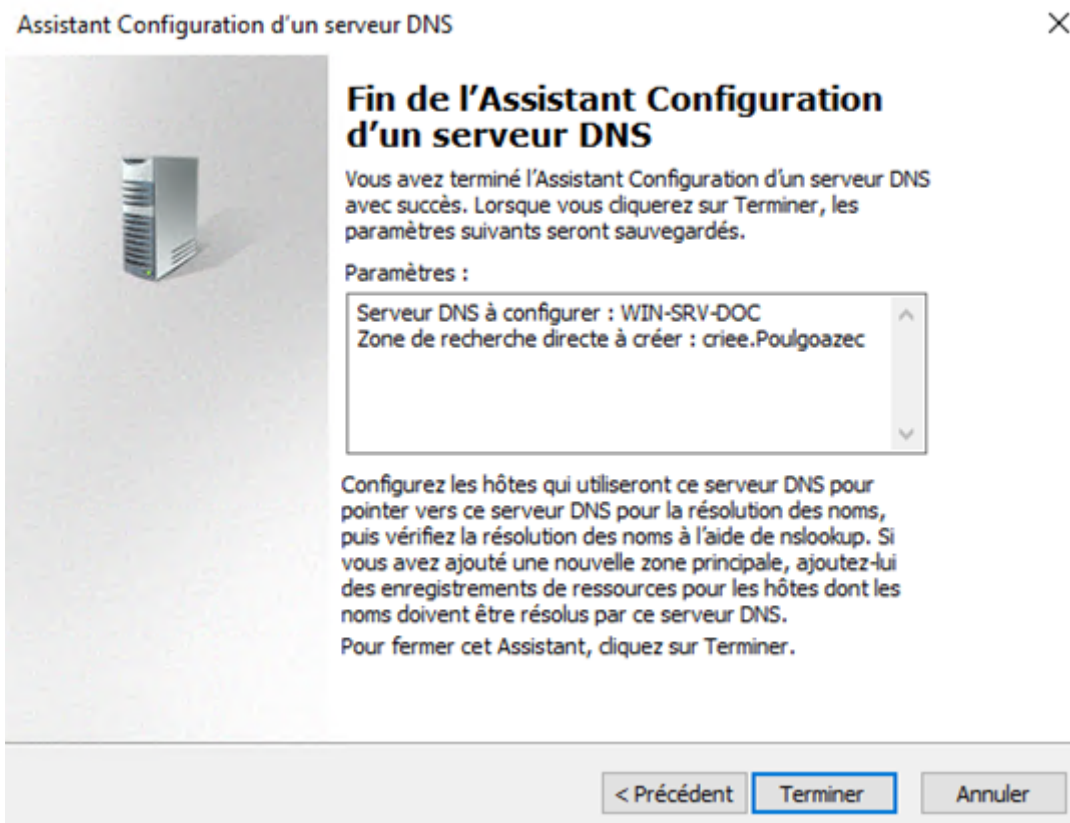 Assistant Configuration d'un serveur DNS
Fin de l'Assistant Configuration
d'un serveur DNS
Vous avez terminé l'Assistant Configuration d'un serveur DNS
avec succès. Lorsque vous cliquerez sur Terminer, les
paramètres suivants seront sauvegardés.
Paramètres :
Serveur DNS à configurer : WIN-SRV-DOC
Zone de recherche directe à créer : criee.Poulgoazec
Configurez les hôtes qui utiliseront ce serveur DNS pour
pointer vers ce serveur DNS pour la résolution des noms,
puis vérifiez la résolution des noms à l'aide de nslookup. Si
vous avez ajouté une nouvelle zone principale, ajoutez-lui
des enregistrements de ressources pour les hôtes dont les
noms doivent être résolus par ce serveur DNS.
Pour fermer cet Assistant, cliquez sur Terminer.
< Précédent Terminer Annuler